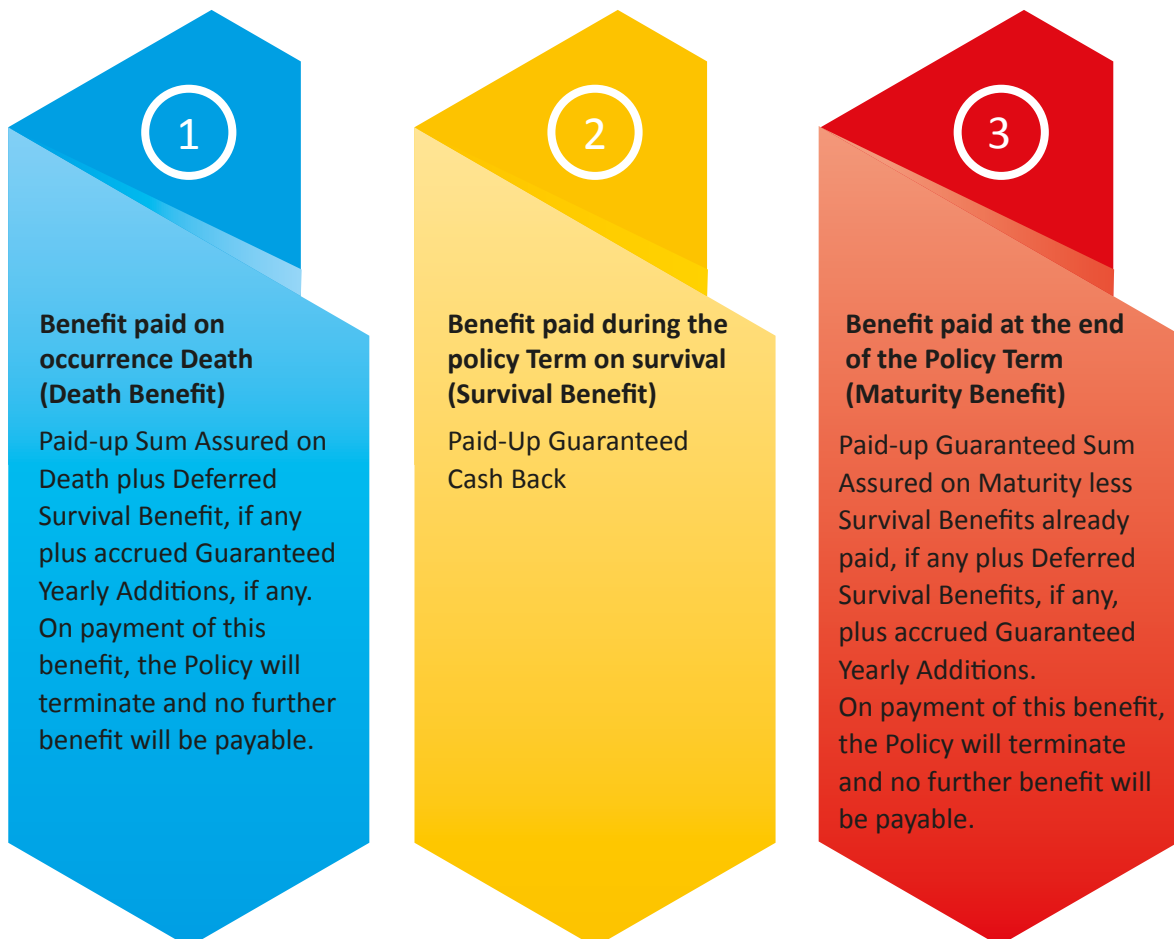 1
Benefit paid on
occurrence Death
(Death Benefit)
Paid-up Sum Assured on
Death plus Deferred
Survival Benefit, if any
plus accrued Guaranteed
Yearly Additions, if any.
On payment of this
benefit, the Policy will
terminate and no further
benefit will be payable.
2
Benefit paid during the
policy Term on survival
(Survival Benefit)
Paid-Up Guaranteed
Cash Back
3
Benefit paid at the end
of the Policy Term
(Maturity Benefit)
Paid-up Guaranteed Sum
Assured on Maturity less
Survival Benefits already
paid, if any plus Deferred
Survival Benefits, if any,
plus accrued Guaranteed
Yearly Additions.
On payment of this benefit,
the Policy will terminate
and no further benefit will
be payable.